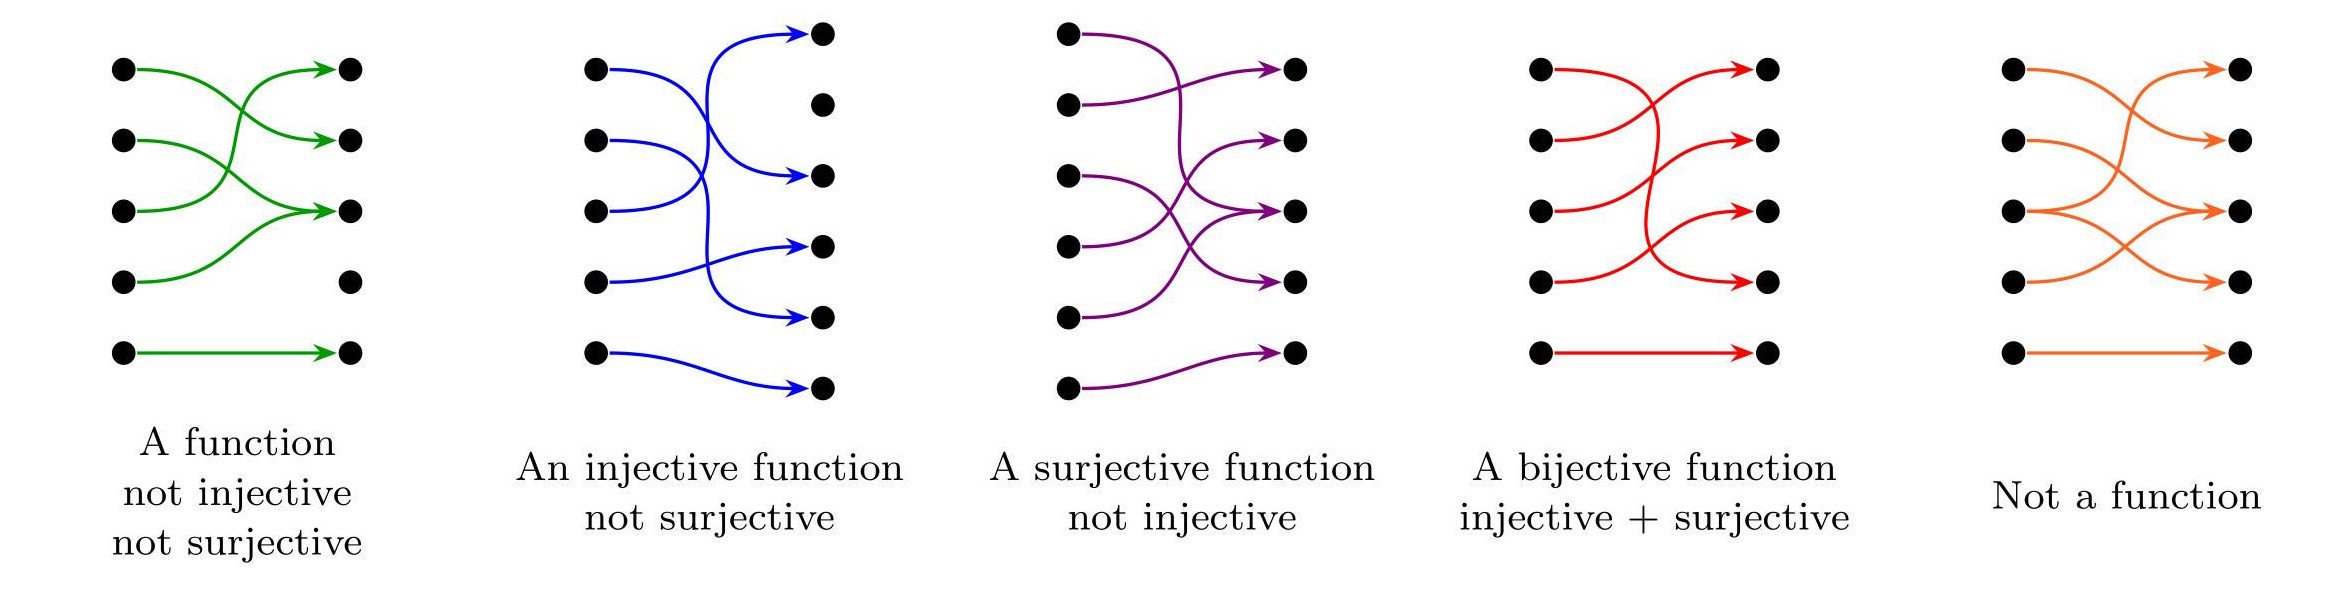 A function
not injective
not surjective
An injective function
not surjective
A surjective function
not injective
A bijective function
injective + surjective
Not a function